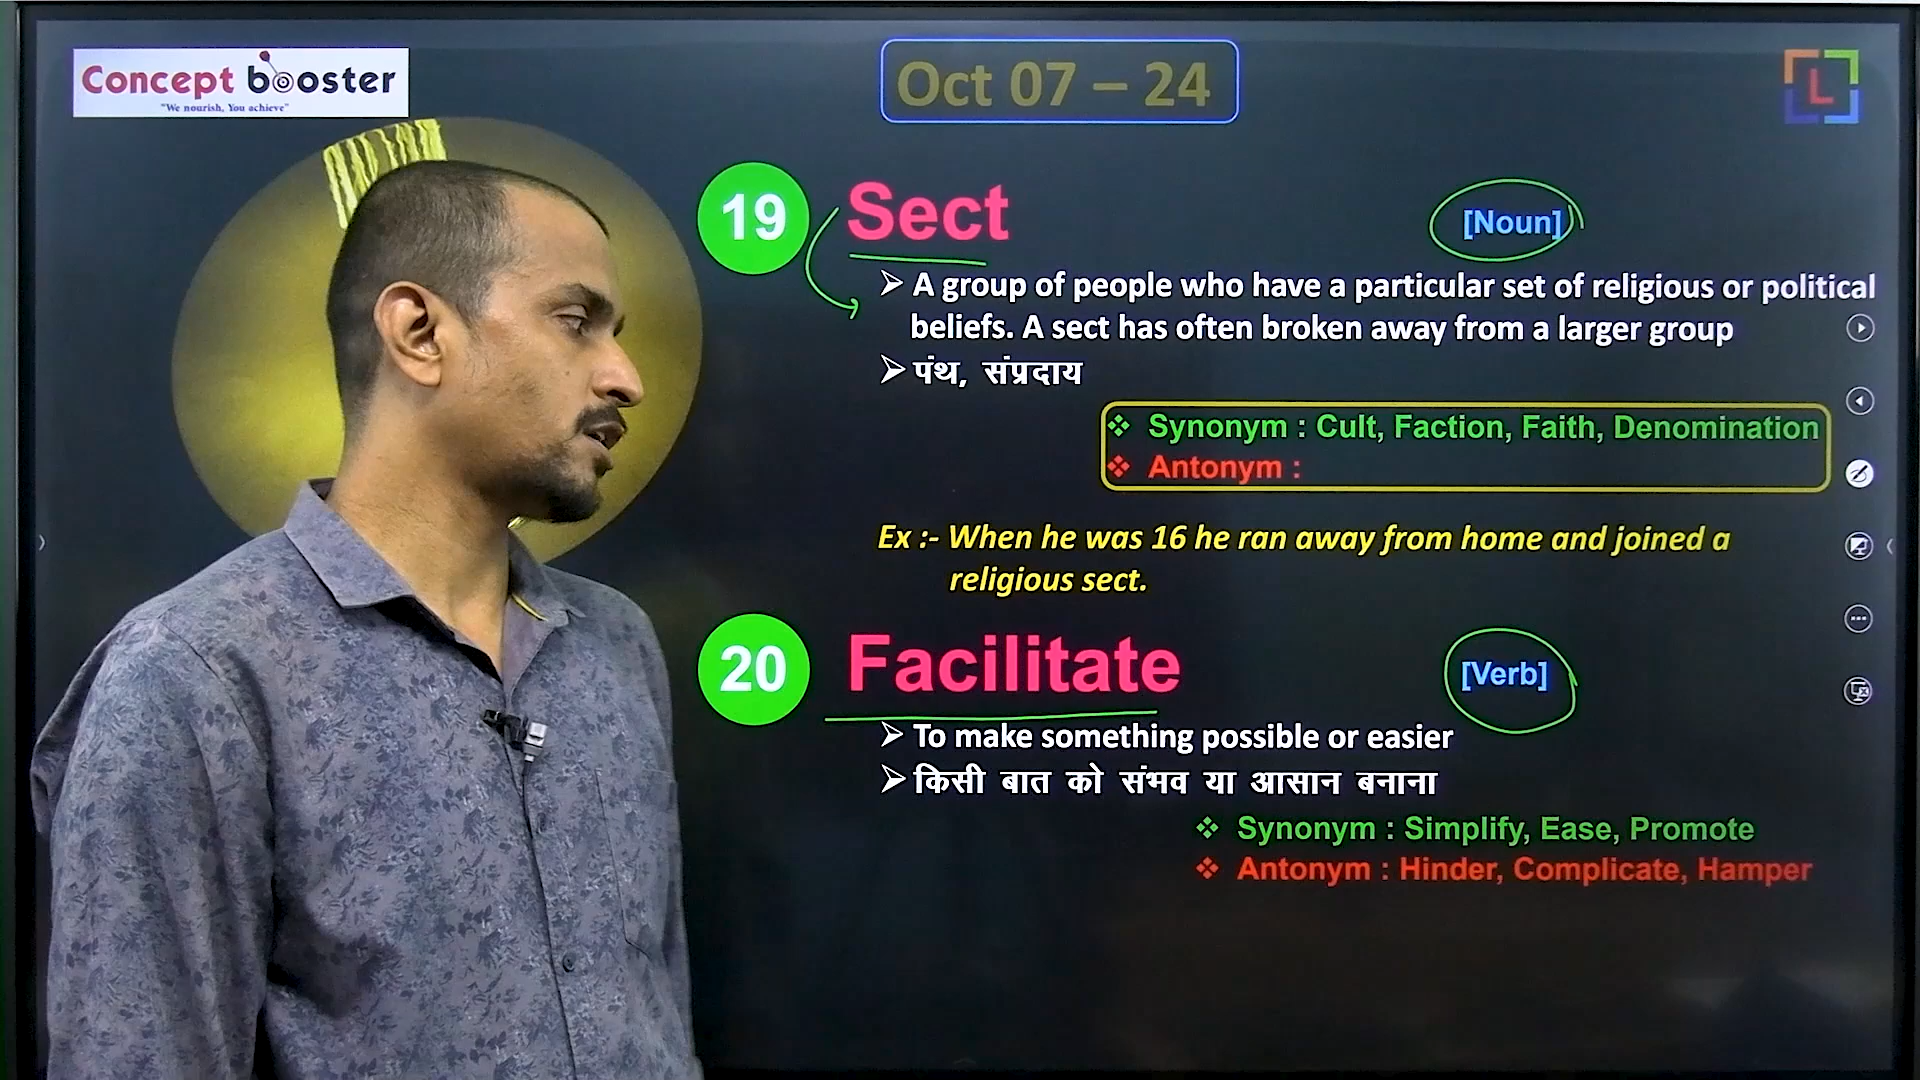 Concept booster
"We nourish, You achieve"
Oct 07 – 24
L
19 Sect [Noun]
➢ A group of people who have a particular set of religious or political
beliefs. A sect has often broken away from a larger group
➢ पंथ, संप्रदाय
❖ Synonym : Cult, Faction, Faith, Denomination
❖ Antonym :
Ex :- When he was 16 he ran away from home and joined a
religious sect.
20 Facilitate [Verb]
➢ To make something possible or easier
➢ किसी बात को संभव या आसान बनाना
❖ Synonym : Simplify, Ease, Promote
❖ Antonym : Hinder, Complicate, Hamper